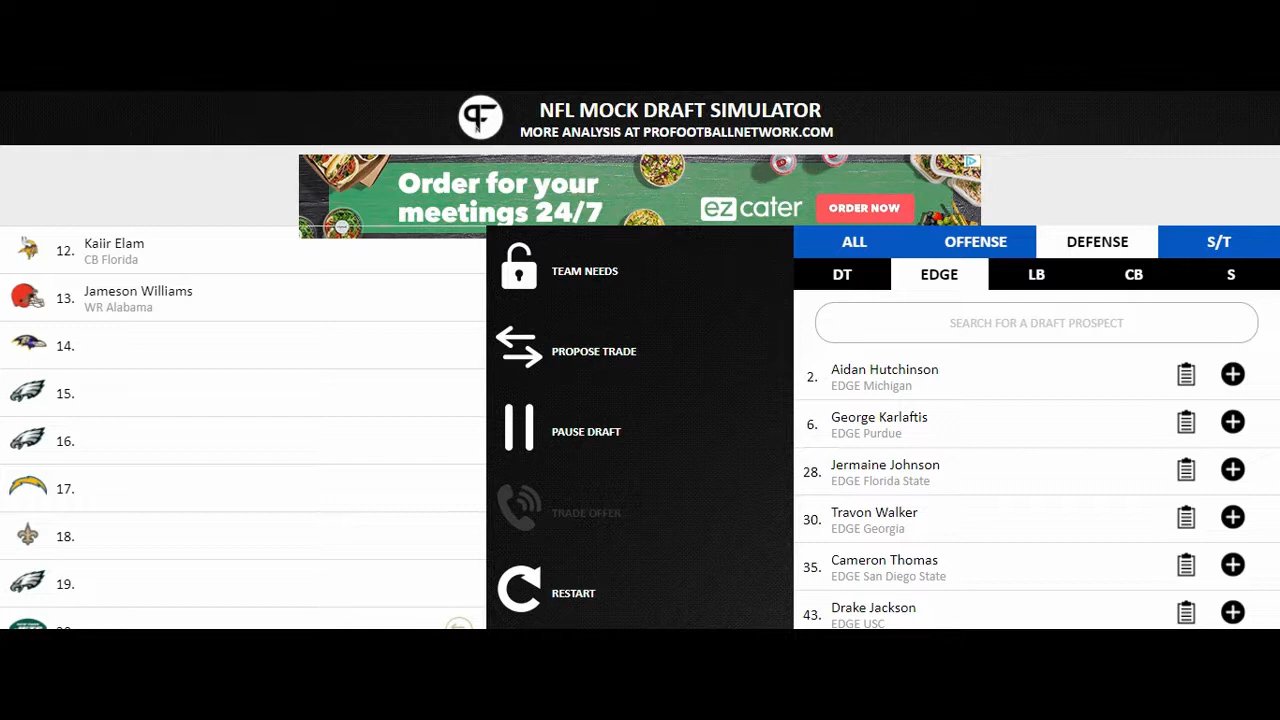 NFL MOCK DRAFT SIMULATOR
MORE ANALYSIS AT PROFOOTBALLNETWORK.COM
Order for your
meetings 24/7
ez cater
ORDER NOW
12. Kaiir Elam
CB Florida
13. Jameson Williams
WR Alabama
14.
15.
16.
17.
18.
19.
TEAM NEEDS
PROPOSE TRADE
PAUSE DRAFT
TRADE OFFER
RESTART
ALL OFFENSE DEFENSE S/T
DT EDGE LB CB S
SEARCH FOR A DRAFT PROSPECT
2. Aidan Hutchinson
EDGE Michigan
6. George Karlaftis
EDGE Purdue
28. Jermaine Johnson
EDGE Florida State
30. Travon Walker
EDGE Georgia
35. Cameron Thomas
EDGE San Diego State
43. Drake Jackson
EDGE USC